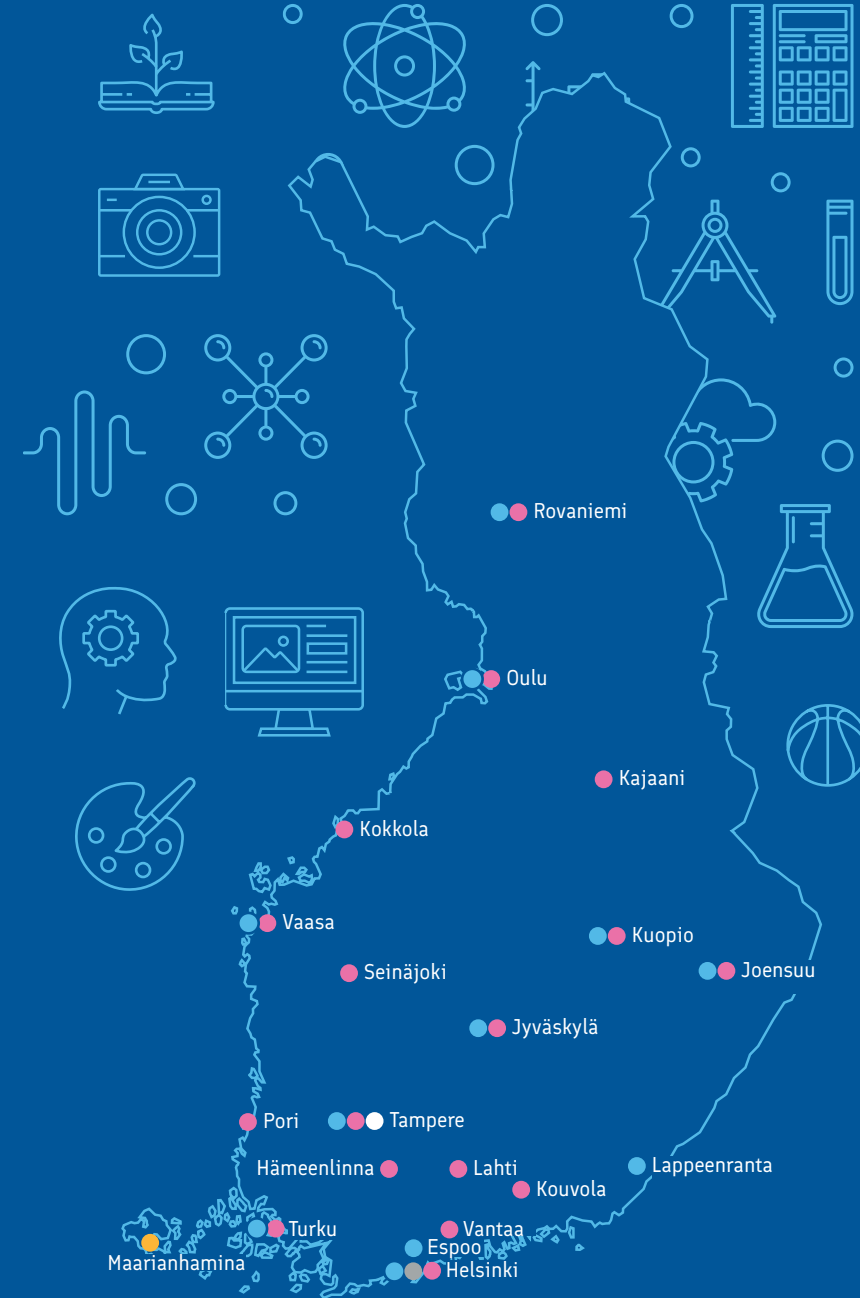 Rovaniemi
Oulu
Kajaani
Kokkola
Vaasa
Kuopio
Seinäjoki
Joensuu
Jyväskylä
Pori
Tampere
Hämeenlinna
Lahti
Lappeenranta
Kouvola
Turku
Vantaa
Espoo
Maarianhamina
Helsinki